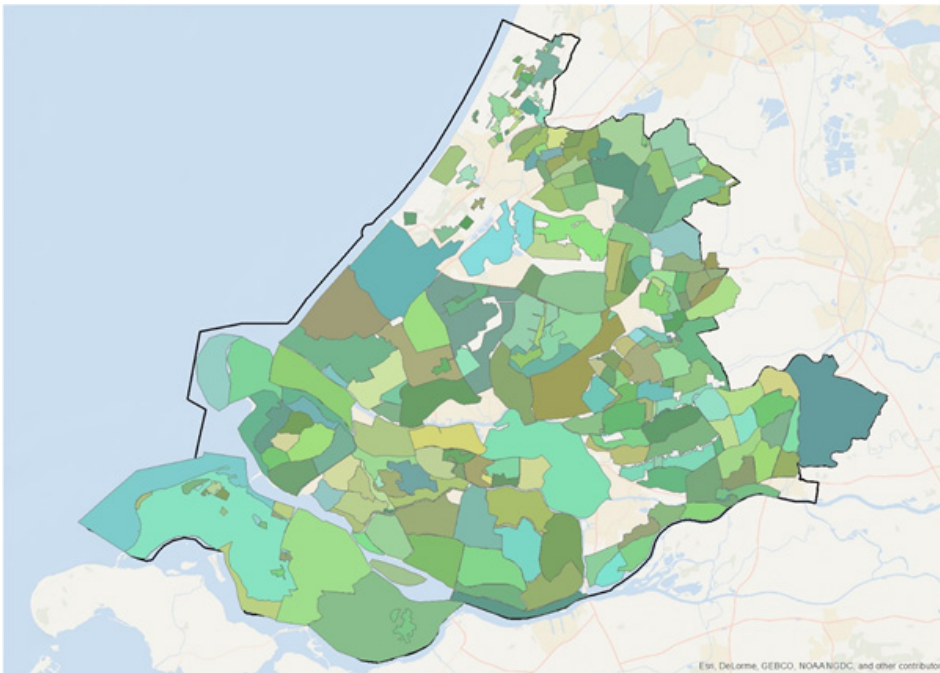 Esri, DeLorme, GEBCO, NOAA NGDC, and other contributors